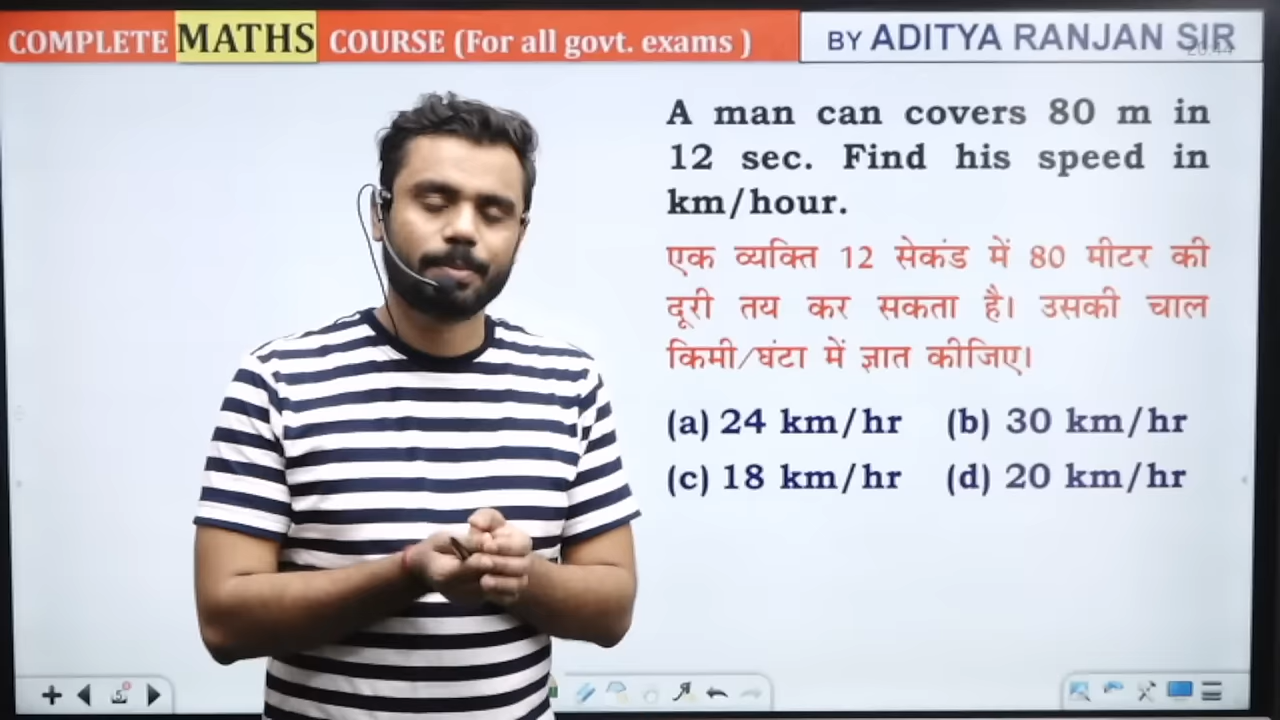 COMPLETE MATHS COURSE (For all govt. exams )
BY ADITYA RANJAN SIR
A man can covers 80 m in
12 sec. Find his speed in
km/hour.
एक व्यक्ति 12 सेकंड में 80 मीटर की
दूरी तय कर सकता है। उसकी चाल
किमी/घंटा में ज्ञात कीजिए।
(a) 24 km/hr (b) 30 km/hr
(c) 18 km/hr (d) 20 km/hr